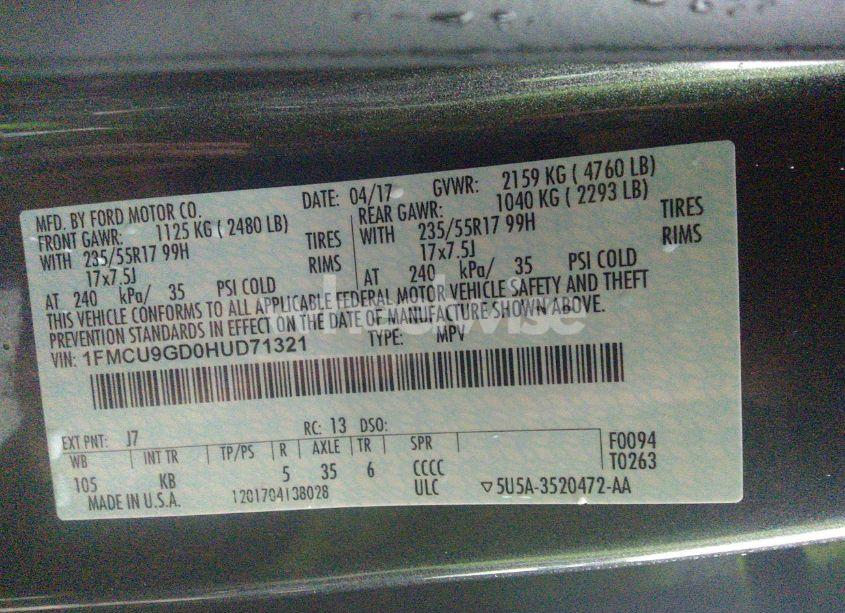 MFD. BY FORD MOTOR CO. DATE: 04/17 GVWR: 2159 KG ( 4760 LB)
FRONT GAWR: 1125 KG ( 2480 LB) REAR GAWR: 1040 KG ( 2293 LB)
WITH 235/55R17 99H TIRES WITH 235/55R17 99H TIRES
17x7.5J RIMS 17x7.5J RIMS
AT 240 kPa/ 35 PSI COLD AT 240 kPa/ 35 PSI COLD
THIS VEHICLE CONFORMS TO ALL APPLICABLE FEDERAL MOTOR VEHICLE SAFETY AND THEFT
PREVENTION STANDARDS IN EFFECT ON THE DATE OF MANUFACTURE SHOWN ABOVE.
VIN: 1FMCU9GD0HUD71321 TYPE: MPV
EXT PNT: J7 RC: 13 DSO: F0094
WB INT TR TP/PS R AXLE TR SPR T0263
105 KB 5 35 6 CCCC
MADE IN U.S.A. 1201704138028 ULC ▽5U5A-3520472-AA